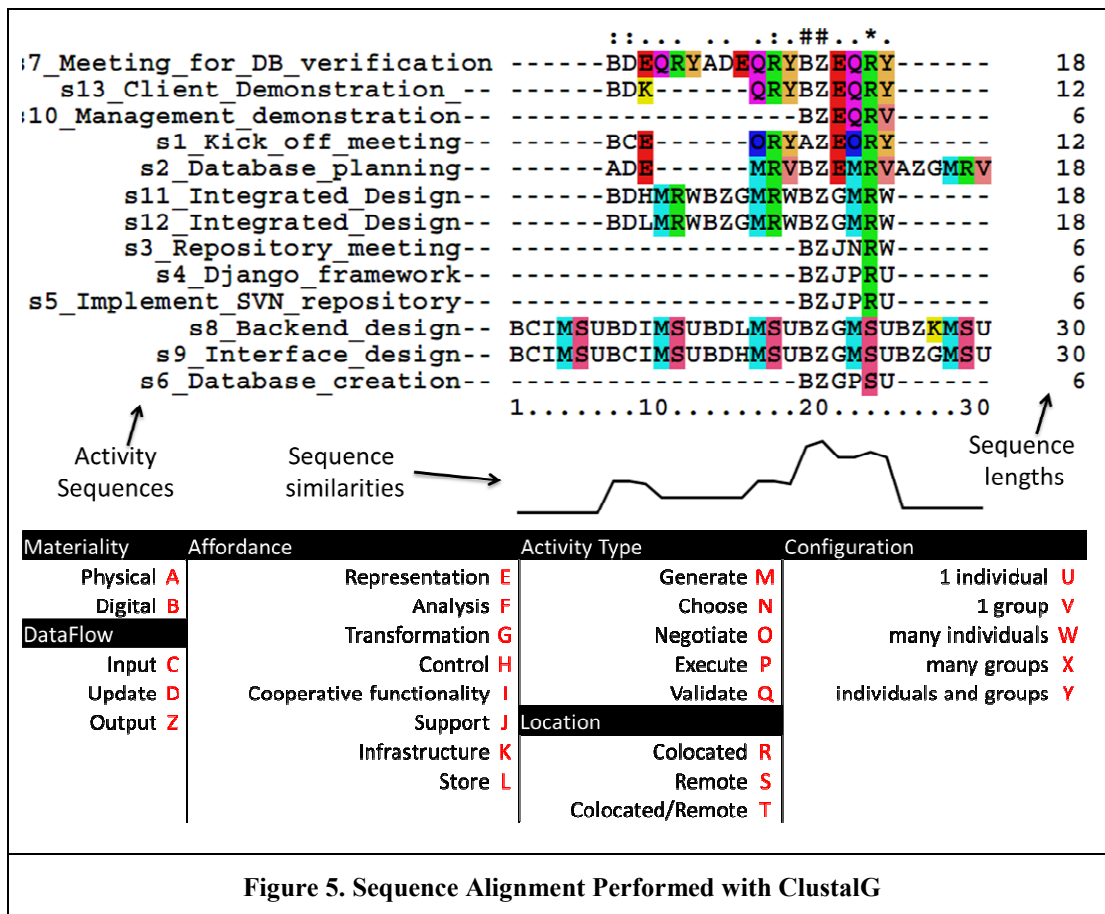 ::... .. .:.##..*.
s7_Meeting_for_DB_verification ------BDEQRYADEQRYBZEQRY------ 18
s13_Client_Demonstration_-- ------BDK------QRYBZEQRY------ 12
s10_Management_demonstration-- ------------------BZEQRV------ 6
s1_Kick_off_meeting-- ------BCE------ORYAZEORY------ 12
s2_Database_planning-- ------ADE------MRVBZEMRVAZGMRV 18
s11_Integrated_Design-- ------BDHMRWBZGMRWBZGMRW------ 18
s12_Integrated_Design-- ------BDLMRWBZGMRWBZGMRW------ 18
s3_Repository_meeting-- ------------------BZJNRW------ 6
s4_Django_framework-- ------------------BZJPRU------ 6
s5_Implement_SVN_repository-- ------------------BZJPRU------ 6
s8_Backend_design-- BCIMSUBDIMSUBDLMSUBZGMSUBZKMSU 30
s9_Interface_design-- BCIMSUBCIMSUBDHMSUBZGMSUBZGMSU 30
s6_Database_creation-- ------------------BZGPSU------ 6
1.......10........20........30
Activity
Sequences
Sequence
similarities
Sequence
lengths
Materiality
Physical A
Digital B
DataFlow
Input C
Update D
Output Z
Affordance
Representation E
Analysis F
Transformation G
Control H
Cooperative functionality I
Support J
Infrastructure K
Store L
Activity Type
Generate M
Choose N
Negotiate O
Execute P
Validate Q
Location
Colocated R
Remote S
Colocated/Remote T
Configuration
1 individual U
1 group V
many individuals W
many groups X
individuals and groups Y
Figure 5. Sequence Alignment Performed with ClustalG